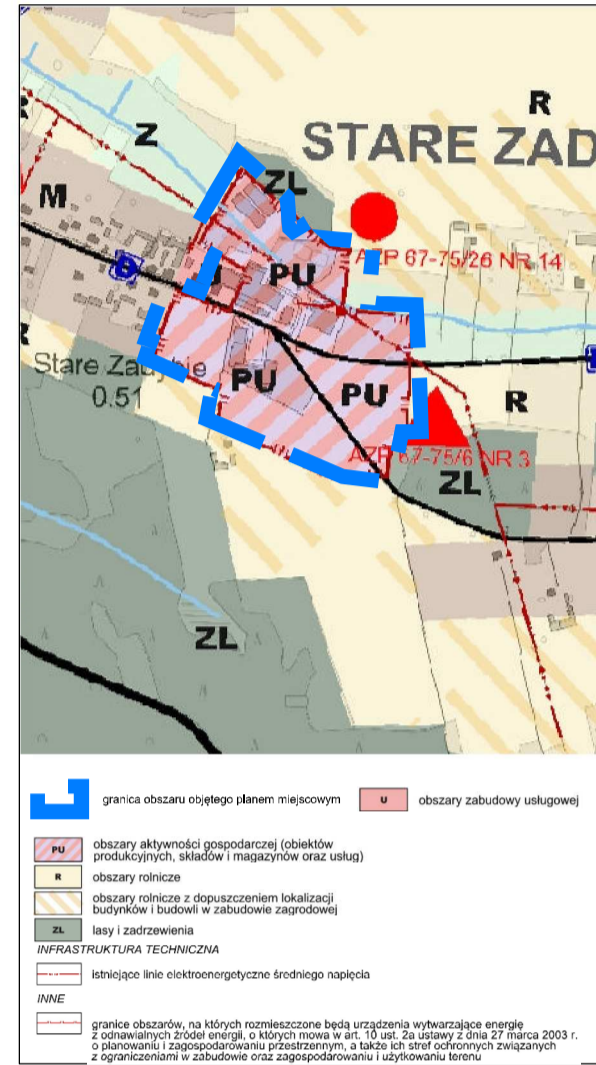 R
STARE ZAD
R
Z
ZL
M
AZP 67-75/26 NR 14
PU
U
R
Stare Zadybie
0.51
PU
PU
R
AZP 67-75/6 NR 3
ZL
ZL
granica obszaru objętego planem miejscowym
U obszary zabudowy usługowej
PU obszary aktywności gospodarczej (obiektów
produkcyjnych, składów i magazynów oraz usług)
R obszary rolnicze
obszary rolnicze z dopuszczeniem lokalizacji
budynków i budowli w zabudowie zagrodowej
ZL lasy i zadrzewienia
INFRASTRUKTURA TECHNICZNA
istniejące linie elektroenergetyczne średniego napięcia
INNE
granice obszarów, na których rozmieszczone będą urządzenia wytwarzające energię
z odnawialnych źródeł energii, o których mowa w art. 10 ust. 2a ustawy z dnia 27 marca 2003 r.
o planowaniu i zagospodarowaniu przestrzennym, a także ich stref ochronnych związanych
z ograniczeniami w zabudowie oraz zagospodarowaniu i użytkowaniu terenu